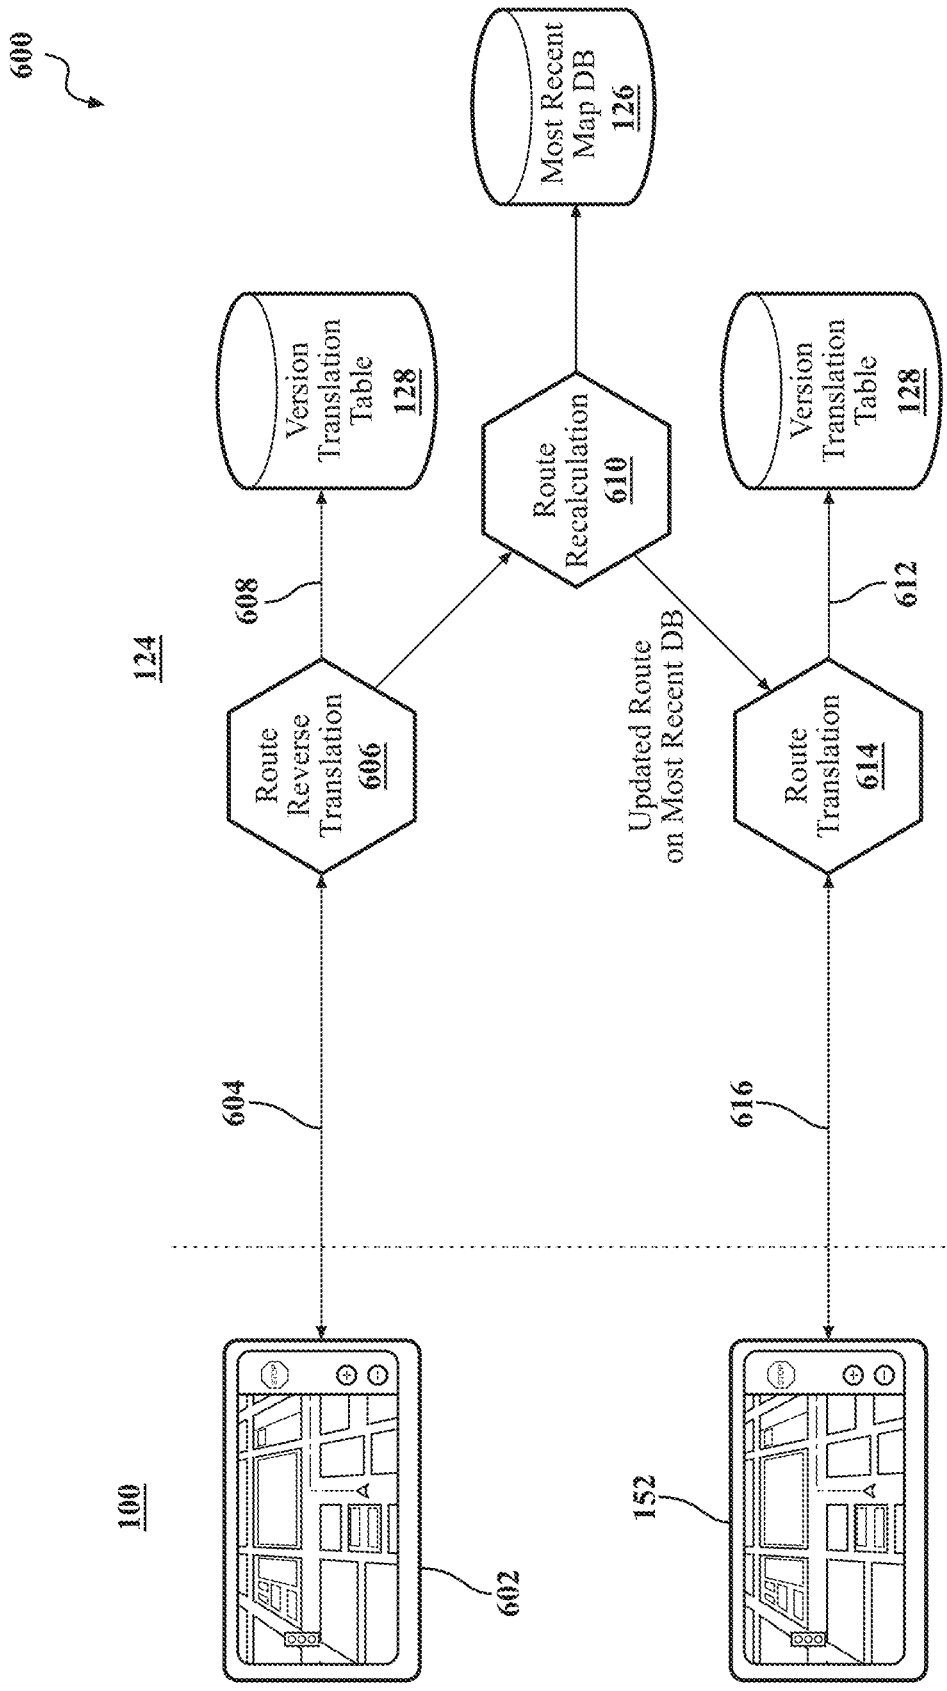 600
100
124
602
604
Route
Reverse
Translation
606
608
Version
Translation
Table
128
Route
Recalculation
610
Most Recent
Map DB
126
Updated Route
on Most Recent DB
152
616
Route
Translation
614
612
Version
Translation
Table
128
STOP
STOP